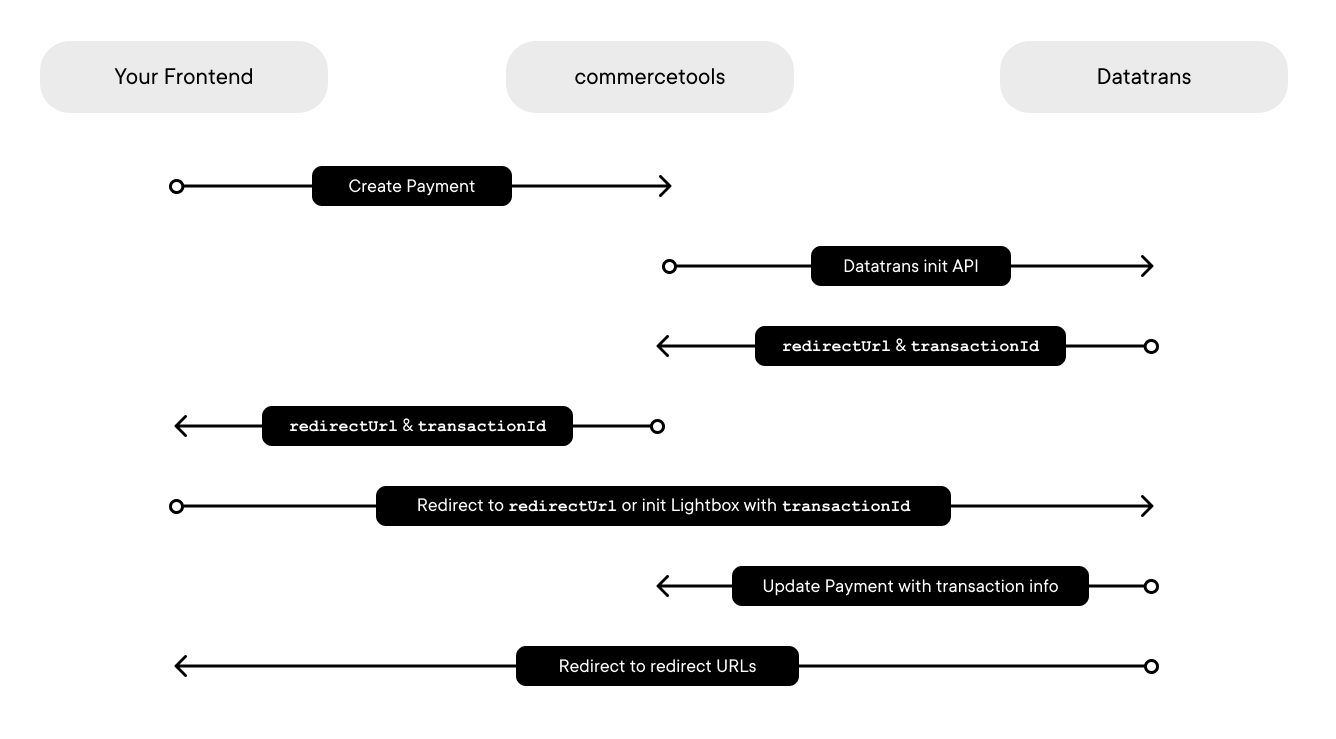 Your Frontend
commercetools
Datatrans
Create Payment
Datatrans init API
redirectUrl & transactionId
redirectUrl & transactionId
Redirect to redirectUrl or init Lightbox with transactionId
Update Payment with transaction info
Redirect to redirect URLs